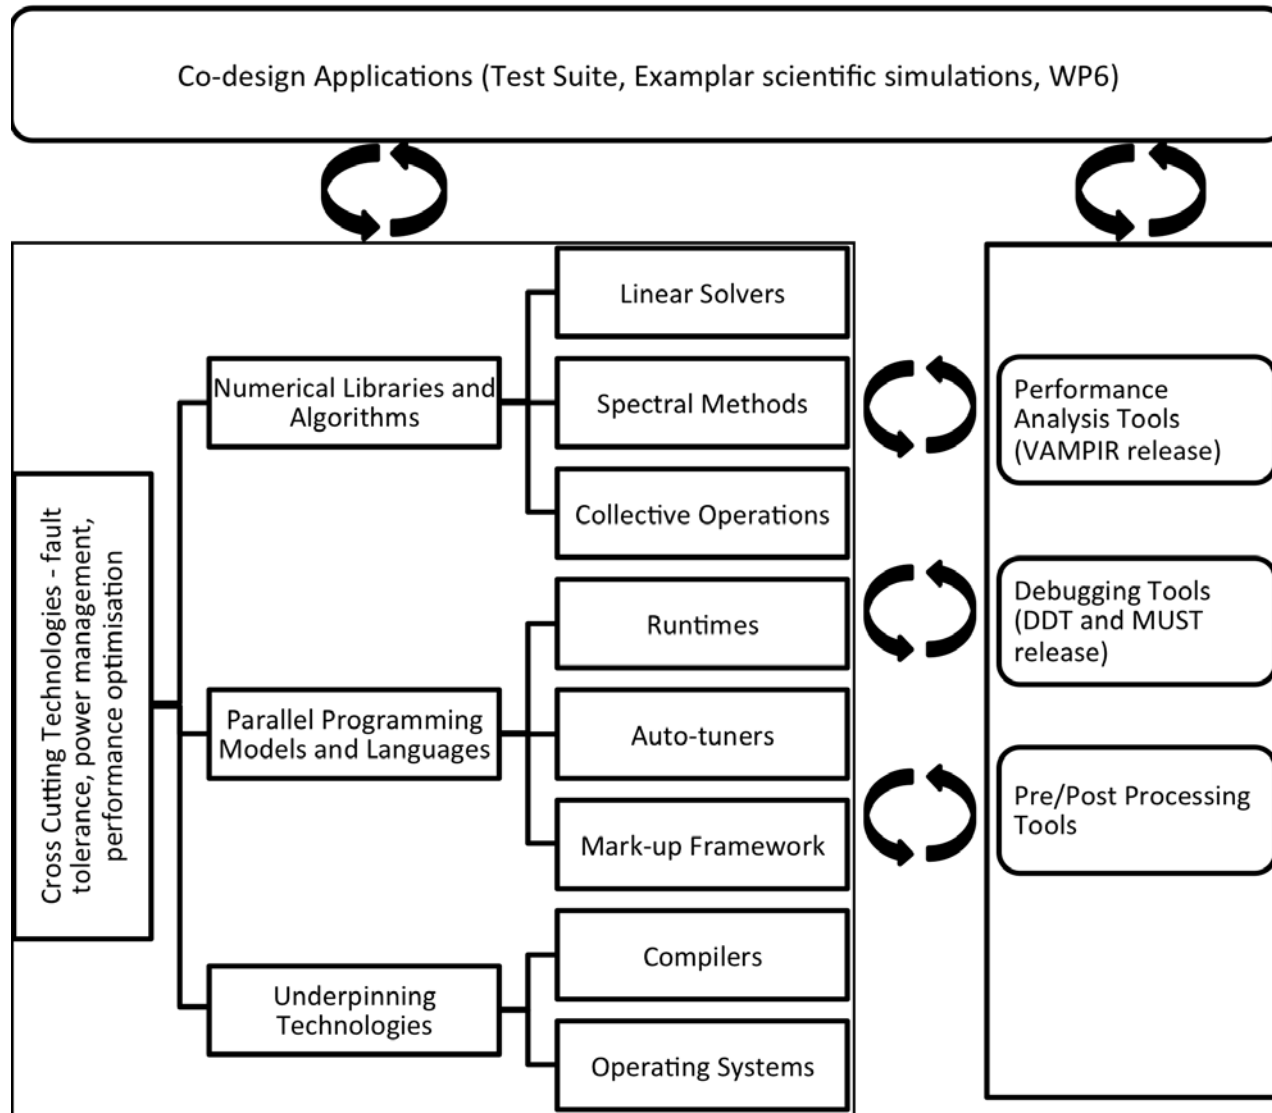 Co-design Applications (Test Suite, Examplar scientific simulations, WP6)
Cross Cutting Technologies - fault
tolerance, power management,
performance optimisation
Numerical Libraries and
Algorithms
Linear Solvers
Spectral Methods
Collective Operations
Parallel Programming
Models and Languages
Runtimes
Auto-tuners
Mark-up Framework
Underpinning
Technologies
Compilers
Operating Systems
Performance
Analysis Tools
(VAMPIR release)
Debugging Tools
(DDT and MUST
release)
Pre/Post Processing
Tools